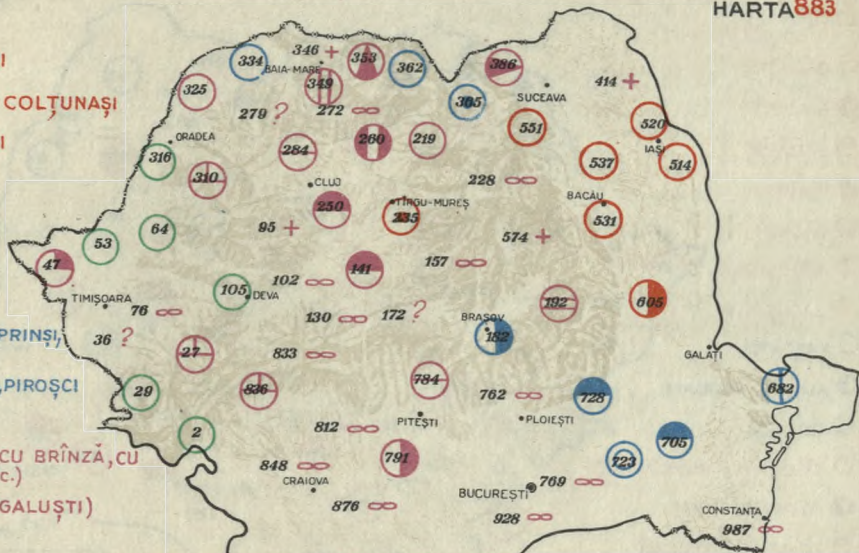 HARTA 883
I
COLȚUNAȘI
I
PRINȘI,
,PIROȘCI
CU BRÎNZĂ, CU
c.)
GALUȘTI)
334
346 +
BAIA-MARE
353
362
386
414 +
325
349
365
SUCEAVA
279 ?
272 ∞
551
520
ORADEA
260
219
IAȘI
316
284
537
514
310
228 ∞
CLUJ
TÎRGU-MUREȘ
BACĂU
250
235
531
95 +
574 +
53
64
47
141
157 ∞
105
DEVA
102 ∞
192
605
TIMIȘOARA
76 ∞
130 ∞
172 ?
BRAȘOV
182
36 ?
27
833 ∞
GALAȚI
29
836
784
762 ∞
728
682
PITEȘTI
PLOIEȘTI
2
812 ∞
705
848 ∞
791
723
CRAIOVA
769 ∞
BUCUREȘTI
876 ∞
928 ∞
CONSTANȚA
987 ∞